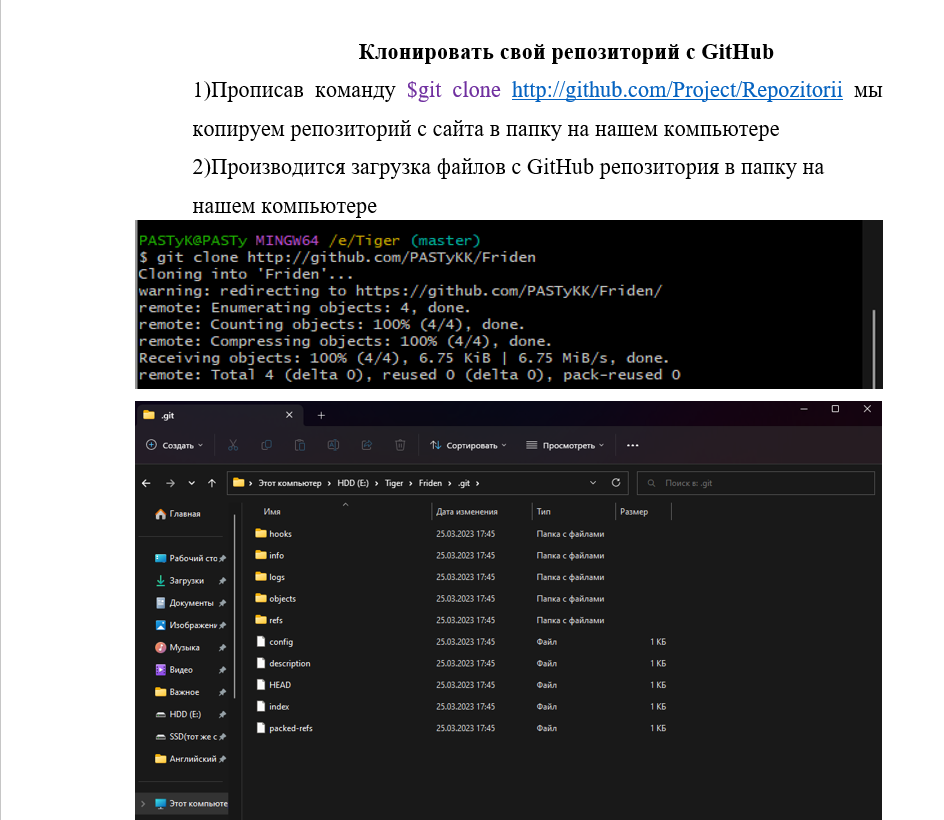 Клонировать свой репозиторий с GitHub
1)Прописав команду $git clone http://github.com/Project/Repozitorii мы
копируем репозиторий с сайта в папку на нашем компьютере
2)Производится загрузка файлов с GitHub репозитория в папку на
нашем компьютере
PASTyK@PASTy MINGW64 /e/Tiger (master)
$ git clone http://github.com/PASTyKK/Friden
Cloning into 'Friden'...
warning: redirecting to https://github.com/PASTyKK/Friden/
remote: Enumerating objects: 4, done.
remote: Counting objects: 100% (4/4), done.
remote: Compressing objects: 100% (4/4), done.
Receiving objects: 100% (4/4), 6.75 KiB | 6.75 MiB/s, done.
remote: Total 4 (delta 0), reused 0 (delta 0), pack-reused 0
.git
Создать Сортировать Просмотреть
Этот компьютер > HDD (E:) > Tiger > Friden > .git >
Поиск в: .git
Имя Дата изменения Тип Размер
hooks 25.03.2023 17:45 Папка с файлами
info 25.03.2023 17:45 Папка с файлами
logs 25.03.2023 17:45 Папка с файлами
objects 25.03.2023 17:45 Папка с файлами
refs 25.03.2023 17:45 Папка с файлами
config 25.03.2023 17:45 Файл 1 КБ
description 25.03.2023 17:45 Файл 1 КБ
HEAD 25.03.2023 17:45 Файл 1 КБ
index 25.03.2023 17:45 Файл 1 КБ
packed-refs 25.03.2023 17:45 Файл 1 КБ
Главная
Рабочий сто
Загрузки
Документы
Изображени
Музыка
Видео
Важное
HDD (E:)
SSD(тот же с
Английский
Этот компьюте